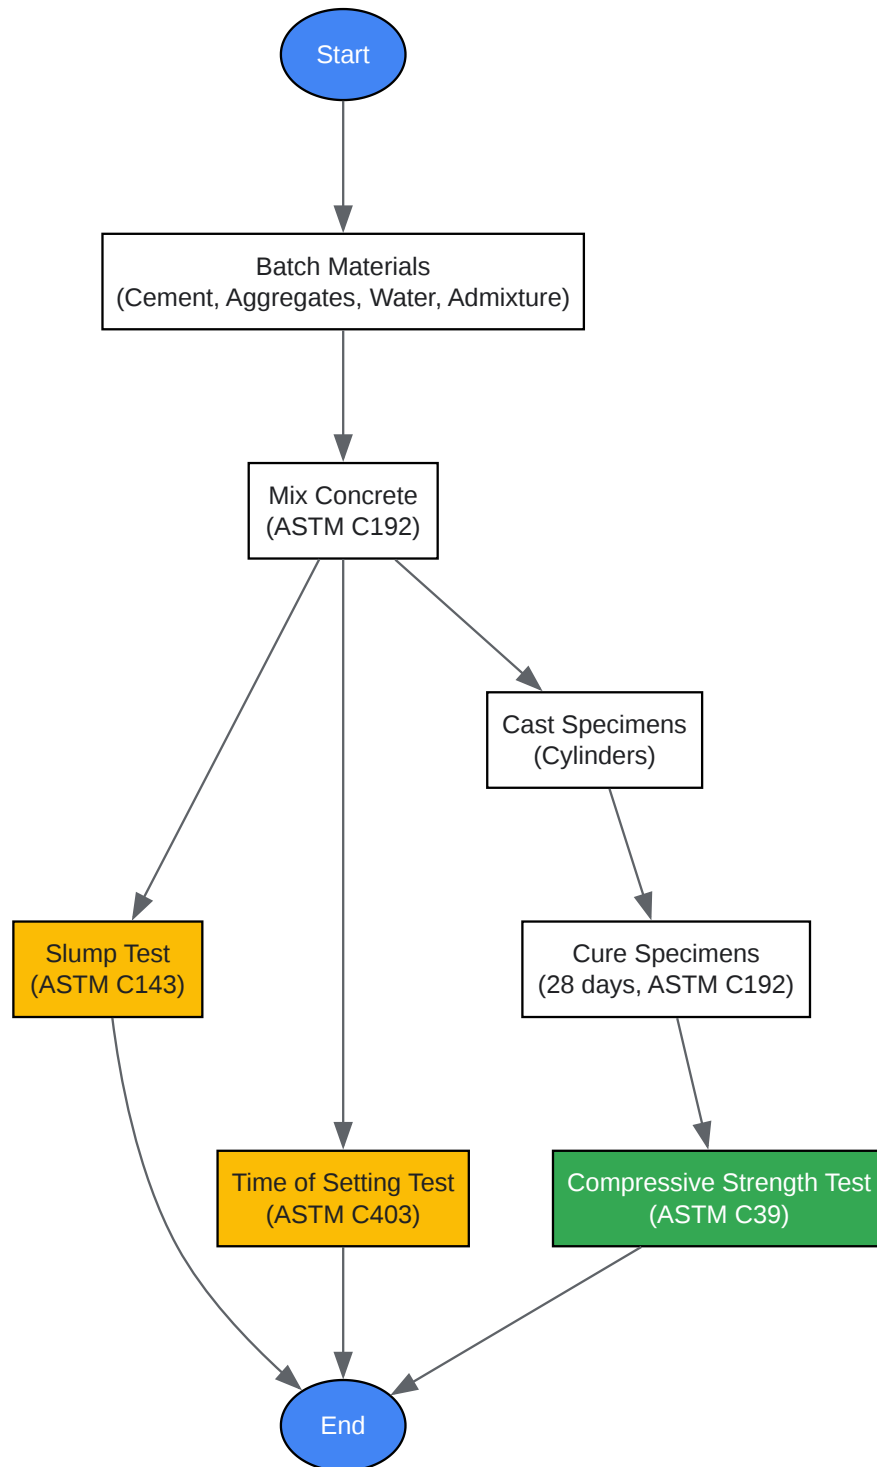 Start
Batch Materials
(Cement, Aggregates, Water, Admixture)
Mix Concrete
(ASTM C192)
Cast Specimens
(Cylinders)
Slump Test
(ASTM C143)
Cure Specimens
(28 days, ASTM C192)
Time of Setting Test
(ASTM C403)
Compressive Strength Test
(ASTM C39)
End